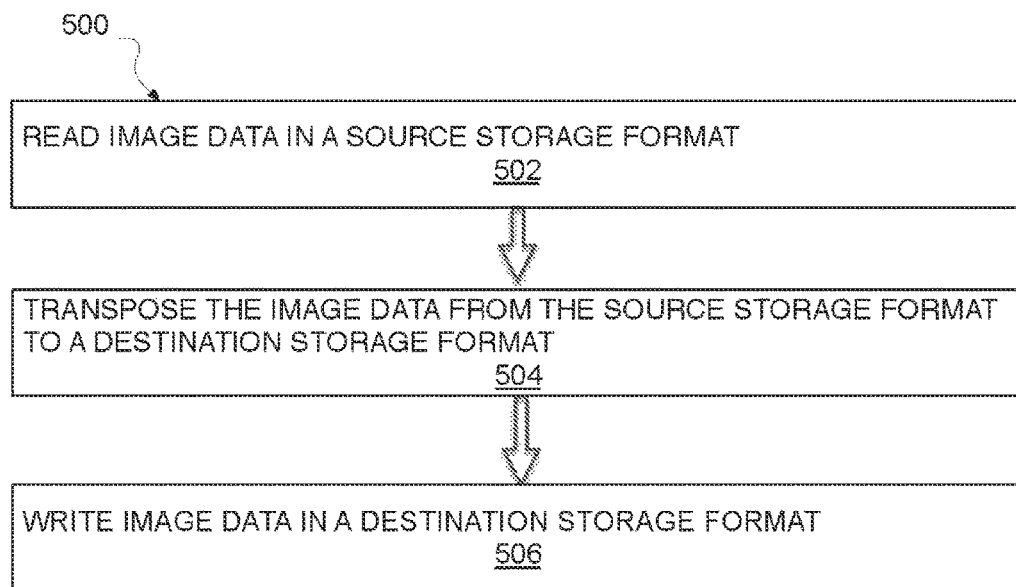 500
READ IMAGE DATA IN A SOURCE STORAGE FORMAT
502
TRANSPOSE THE IMAGE DATA FROM THE SOURCE STORAGE FORMAT
TO A DESTINATION STORAGE FORMAT
504
WRITE IMAGE DATA IN A DESTINATION STORAGE FORMAT
506